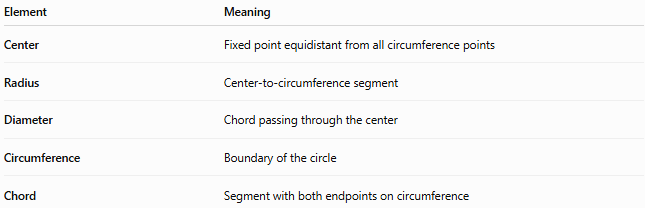 Element Meaning
Center Fixed point equidistant from all circumference points
Radius Center-to-circumference segment
Diameter Chord passing through the center
Circumference Boundary of the circle
Chord Segment with both endpoints on circumference